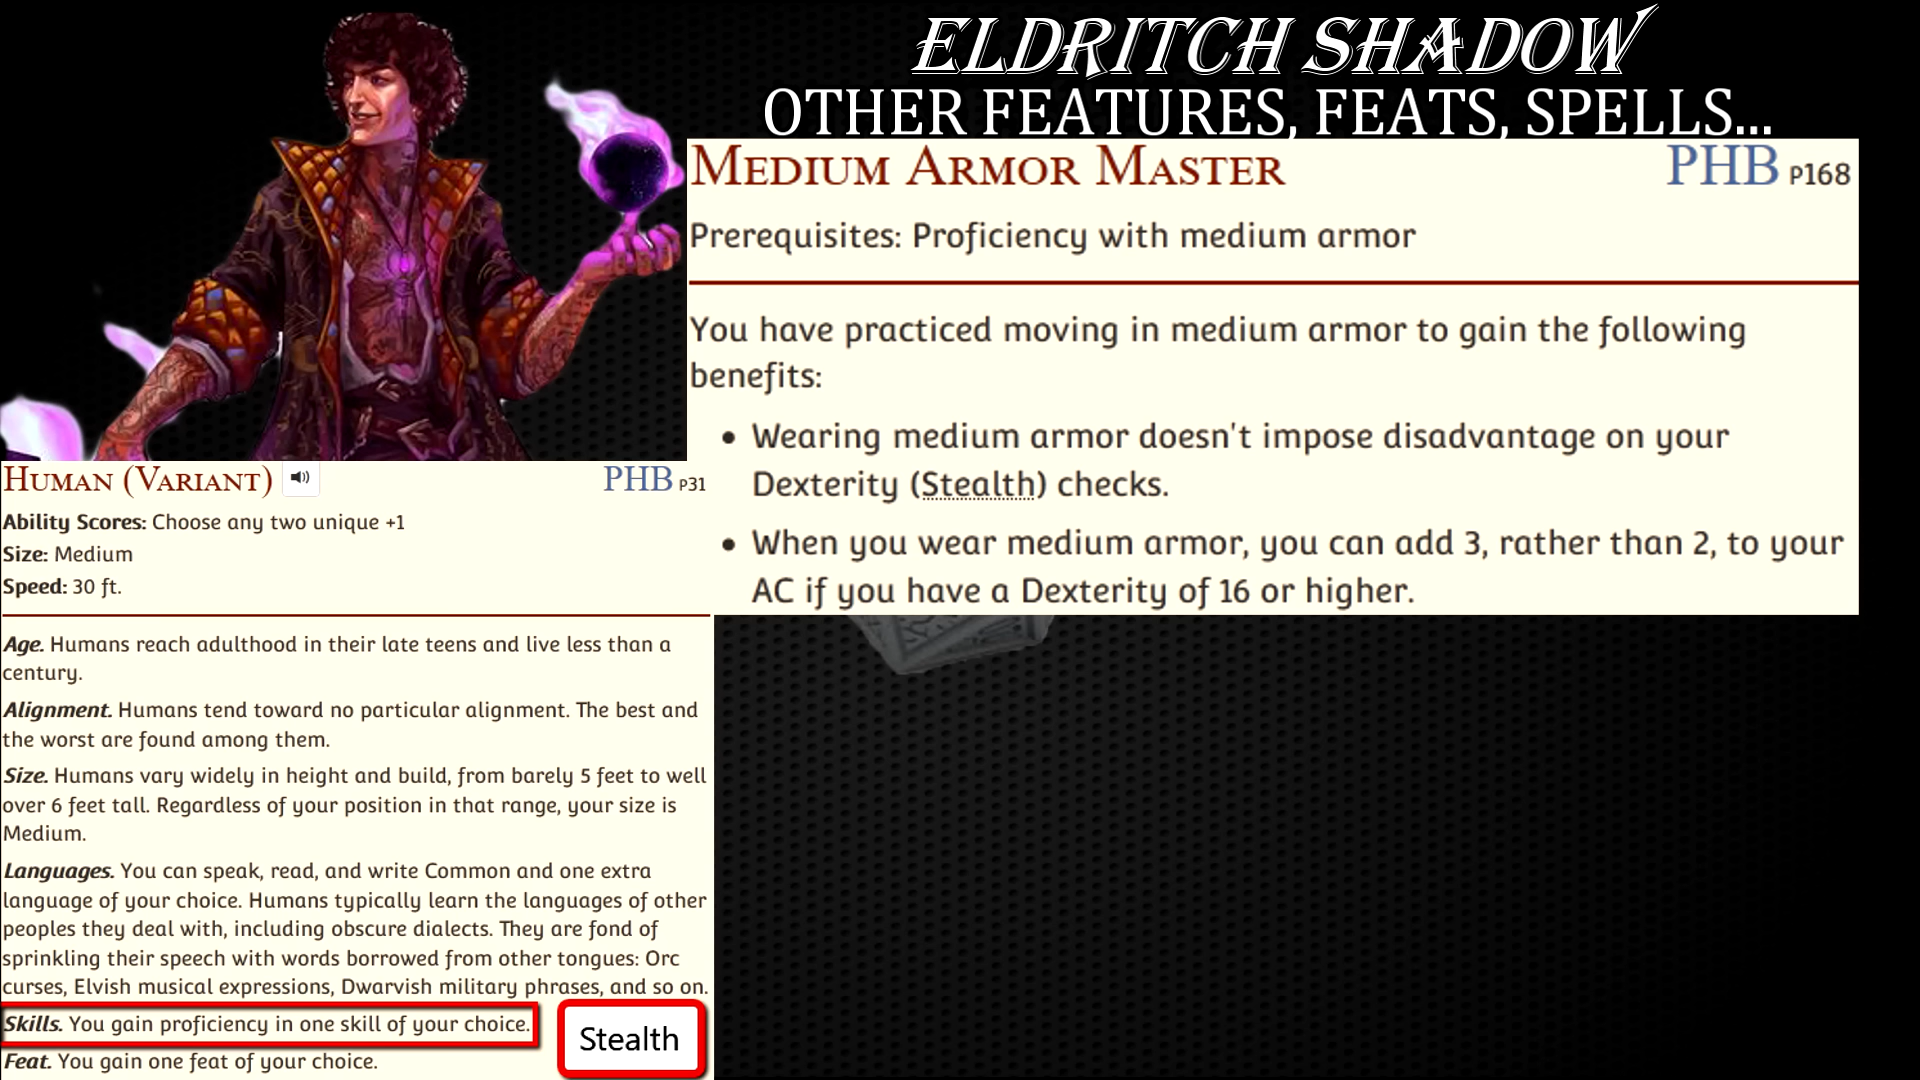 ELDRITCH SHADOW
OTHER FEATURES, FEATS, SPELLS...
MEDIUM ARMOR MASTER PHB P168
Prerequisites: Proficiency with medium armor
You have practiced moving in medium armor to gain the following
benefits:
• Wearing medium armor doesn't impose disadvantage on your
Dexterity (Stealth) checks.
• When you wear medium armor, you can add 3, rather than 2, to your
AC if you have a Dexterity of 16 or higher.
HUMAN (VARIANT) PHB P31
Ability Scores: Choose any two unique +1
Size: Medium
Speed: 30 ft.
Age. Humans reach adulthood in their late teens and live less than a
century.
Alignment. Humans tend toward no particular alignment. The best and
the worst are found among them.
Size. Humans vary widely in height and build, from barely 5 feet to well
over 6 feet tall. Regardless of your position in that range, your size is
Medium.
Languages. You can speak, read, and write Common and one extra
language of your choice. Humans typically learn the languages of other
peoples they deal with, including obscure dialects. They are fond of
sprinkling their speech with words borrowed from other tongues: Orc
curses, Elvish musical expressions, Dwarvish military phrases, and so on.
Skills. You gain proficiency in one skill of your choice.
Stealth
Feat. You gain one feat of your choice.